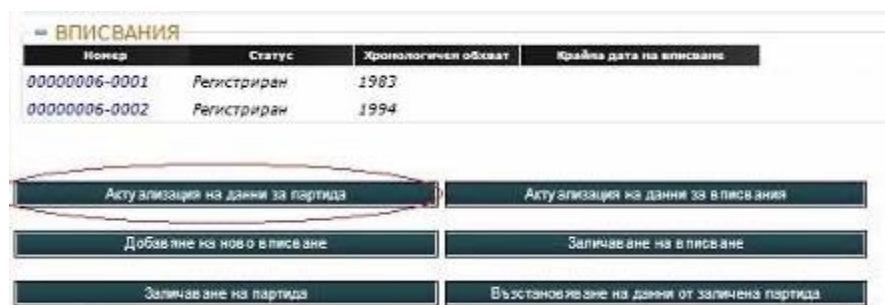 ВПИСВАНИЯ
Номер Статус Хронологичен обхват Крайна дата на вписване
00000006-0001 Регистриран 1983
00000006-0002 Регистриран 1994
Актуализация на данни за партида Актуализация на данни за вписвания
Добавяне на ново вписване Заличаване на вписване
Заличаване на партида Възстановяване на данни от заличена партида